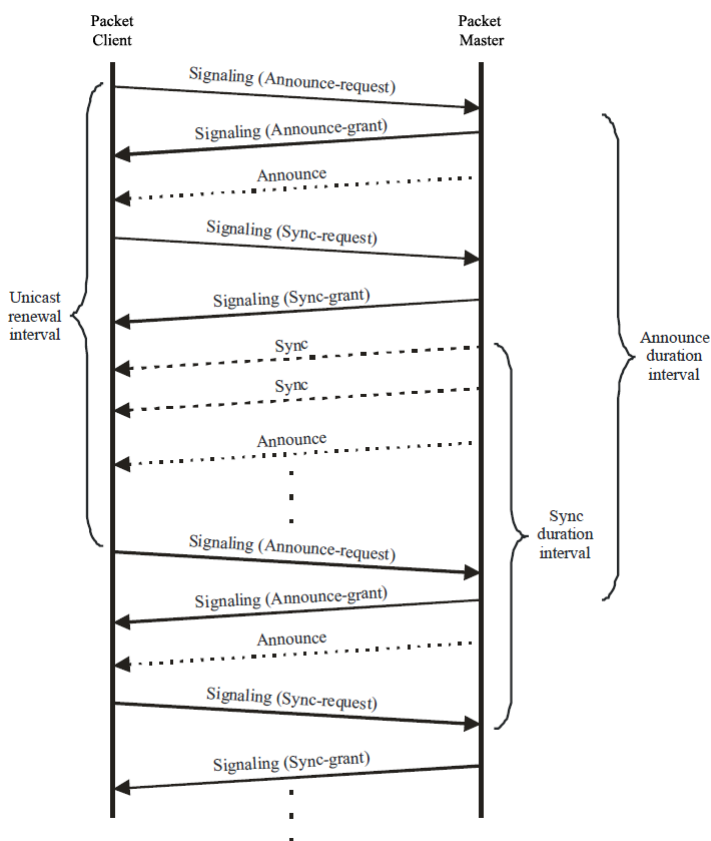 Packet
Client
Packet
Master
Signaling (Announce-request)
Signaling (Announce-grant)
Announce
Signaling (Sync-request)
Unicast
renewal
interval
Signaling (Sync-grant)
Sync
Sync
Announce
duration
interval
Announce
Sync
duration
interval
Signaling (Announce-request)
Signaling (Announce-grant)
Announce
Signaling (Sync-request)
Signaling (Sync-grant)